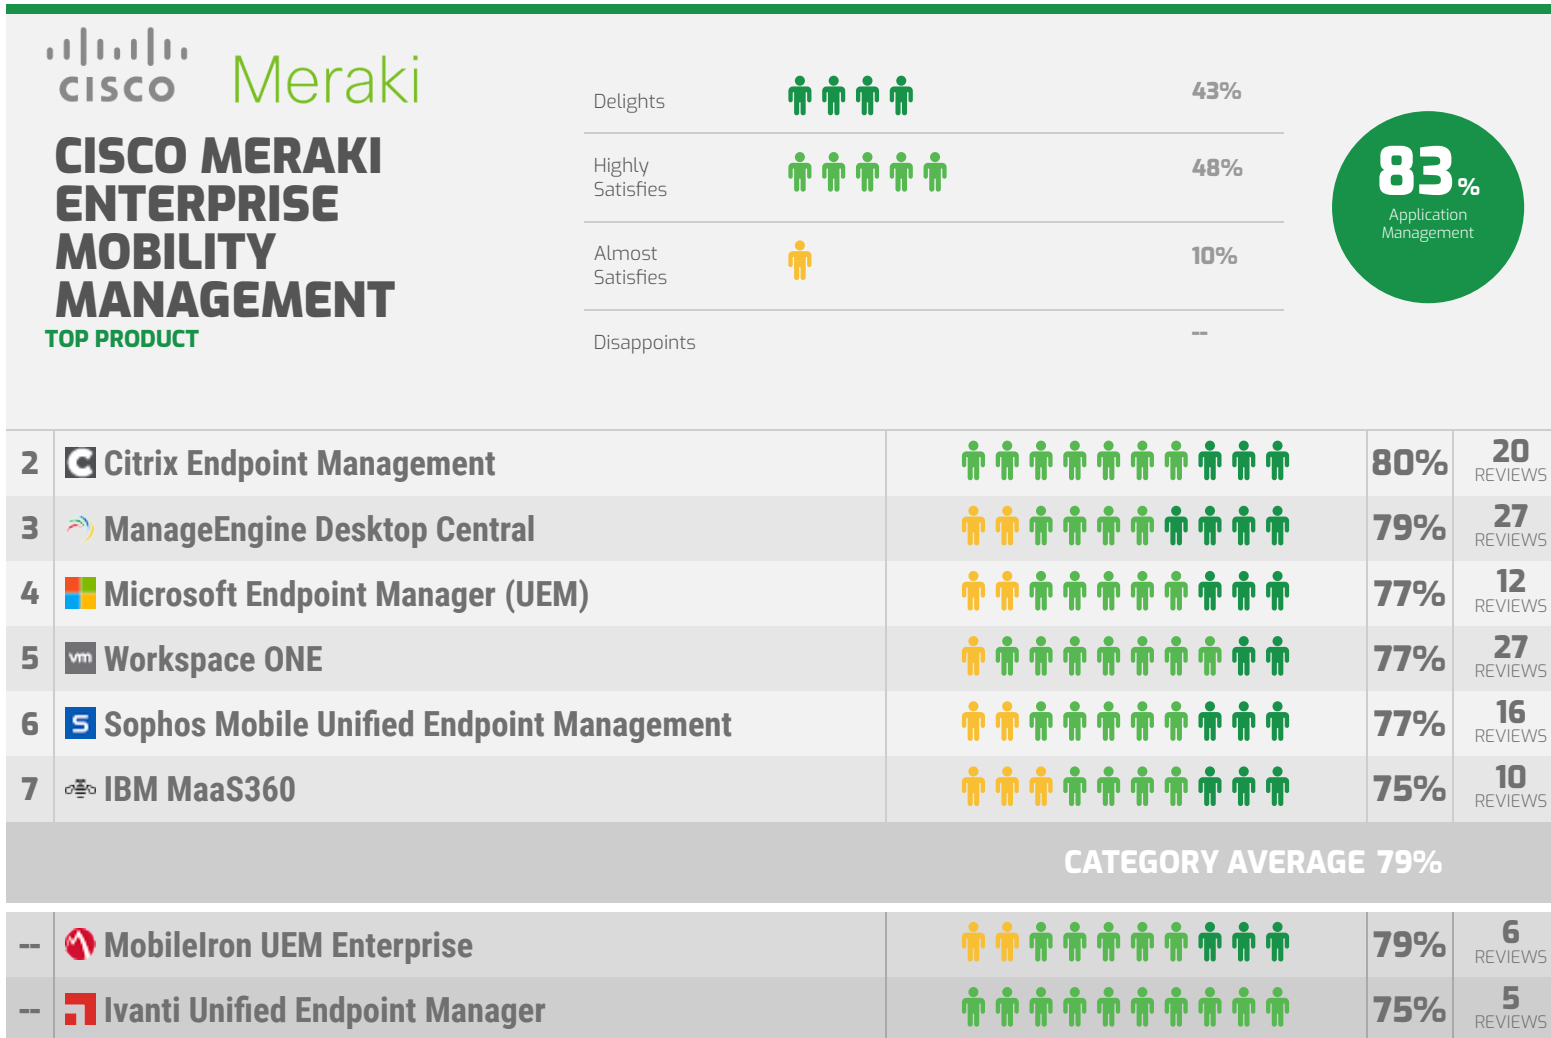 CISCO Meraki
CISCO MERAKI
ENTERPRISE
MOBILITY
MANAGEMENT
TOP PRODUCT
Delights 43%
Highly
Satisfies 48%
Almost
Satisfies 10%
Disappoints --
83%
Application
Management
2 C Citrix Endpoint Management 80% 20
REVIEWS
3 ManageEngine Desktop Central 79% 27
REVIEWS
4 Microsoft Endpoint Manager (UEM) 77% 12
REVIEWS
5 vm Workspace ONE 77% 27
REVIEWS
6 S Sophos Mobile Unified Endpoint Management 77% 16
REVIEWS
7 IBM MaaS360 75% 10
REVIEWS
CATEGORY AVERAGE 79%
-- MobileIron UEM Enterprise 79% 6
REVIEWS
-- Ivanti Unified Endpoint Manager 75% 5
REVIEWS